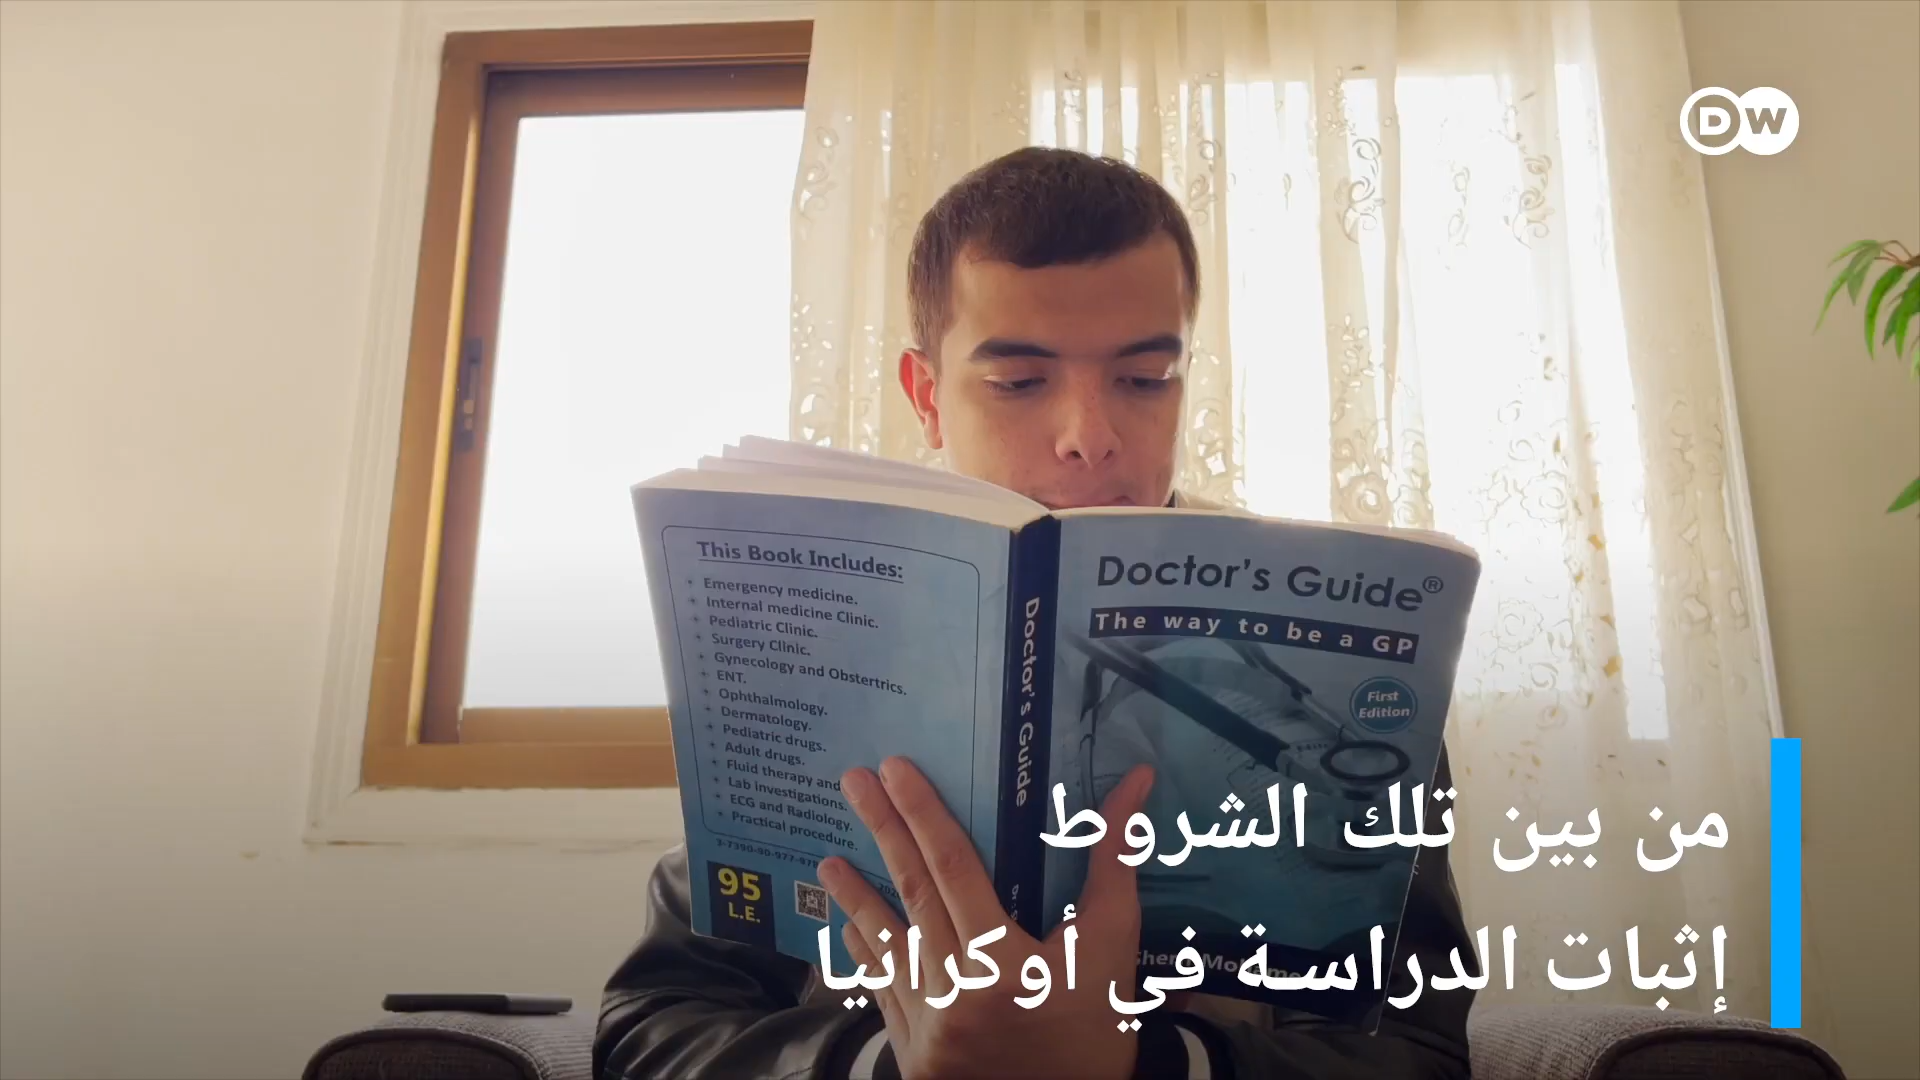 DW
This Book Includes:
Emergency medicine.
Internal medicine Clinic.
Pediatric Clinic.
Surgery Clinic.
Gynecology and Obstertrics.
ENT.
Ophthalmology.
Dermatology.
Pediatric drugs.
Adult drugs.
Fluid therapy and
Lab Investigations.
ECG and Radiology.
Practical procedure.
95
L.E.
Doctor's Guide
Doctor's Guide®
The way to be a GP
First
Edition
من بين تلك الشروط
إثبات الدراسة في أوكرانيا